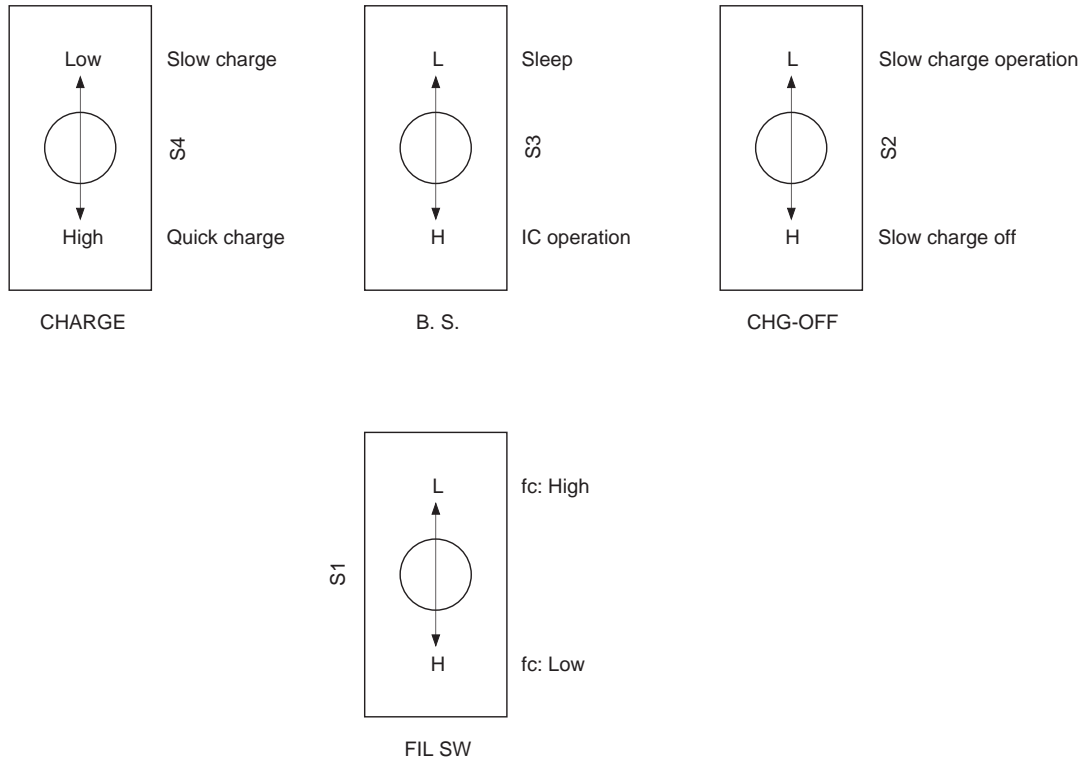 Low Slow charge
S4
High Quick charge
CHARGE
L Sleep
S3
H IC operation
B. S.
L Slow charge operation
S2
H Slow charge off
CHG-OFF
L fc: High
S1
H fc: Low
FIL SW